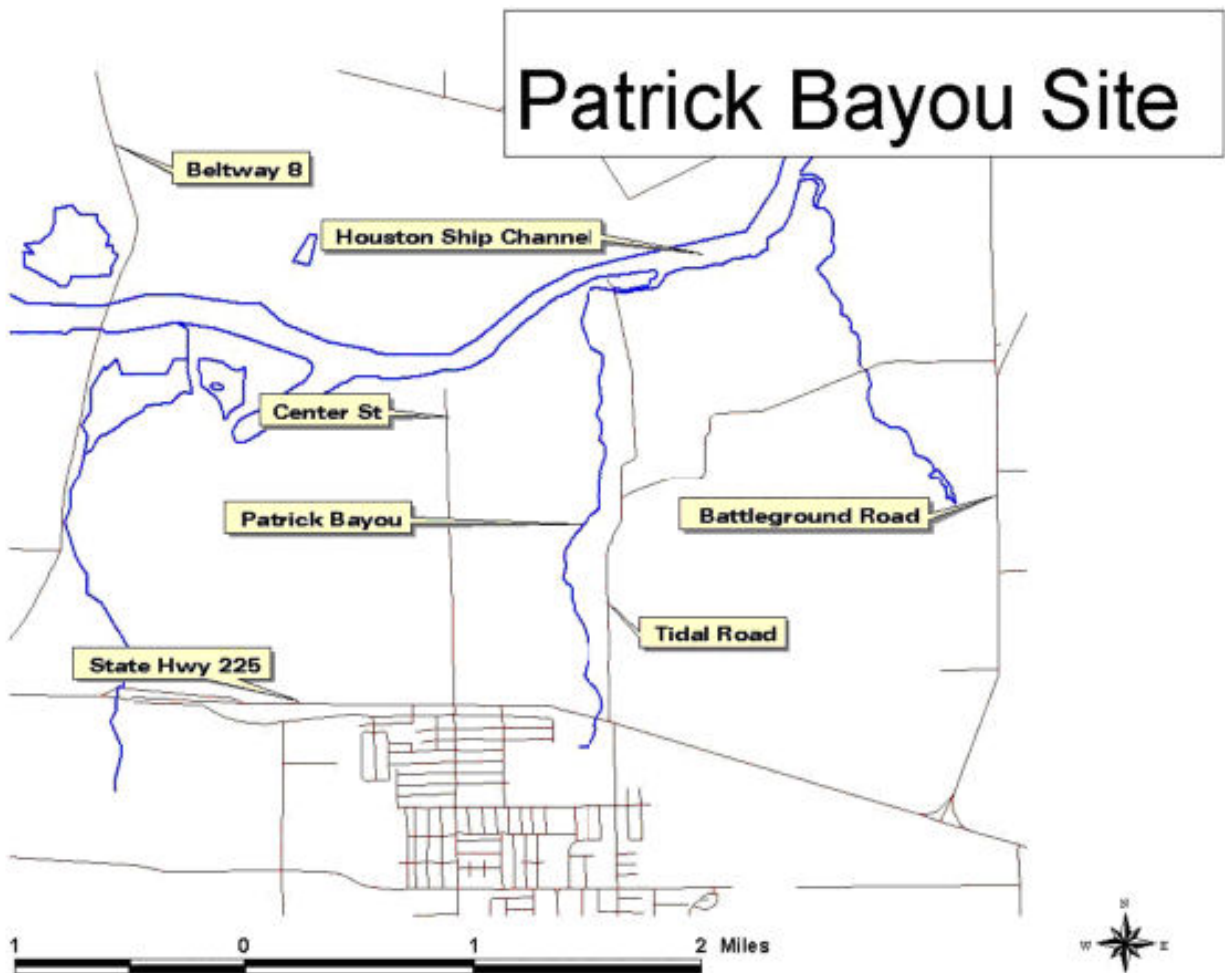 Patrick Bayou Site
Beltway 8
Houston Ship Channel
Center St
Patrick Bayou
Battleground Road
Tidal Road
State Hwy 225
1 0 1 2 Miles
N
W E
S